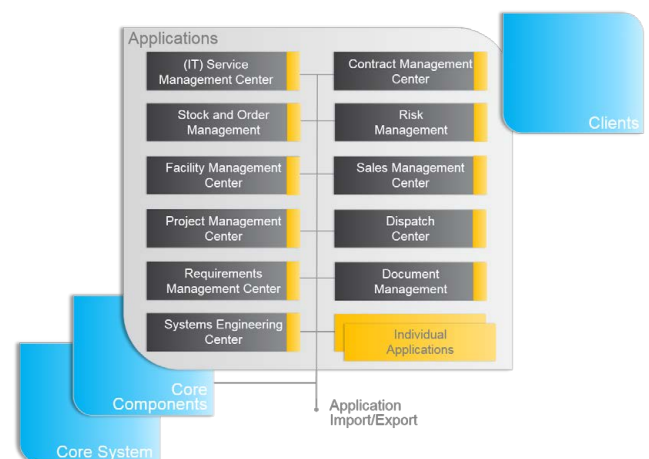 Applications
(IT) Service
Management Center
Contract Management
Center
Stock and Order
Management
Risk
Management
Clients
Facility Management
Center
Sales Management
Center
Project Management
Center
Dispatch
Center
Requirements
Management Center
Document
Management
Systems Engineering
Center
Individual
Applications
Core
Components
Application
Import/Export
Core System